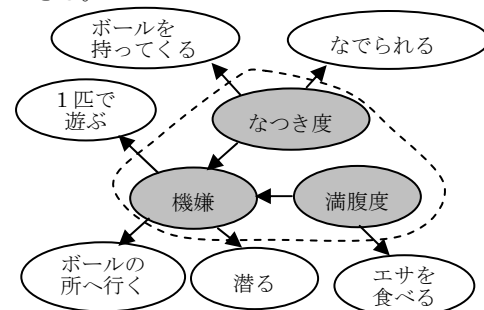 ボールを
持ってくる
なでられる
１匹で
遊ぶ
なつき度
機嫌
満腹度
ボールの
所へ行く
潜る
エサを
食べる